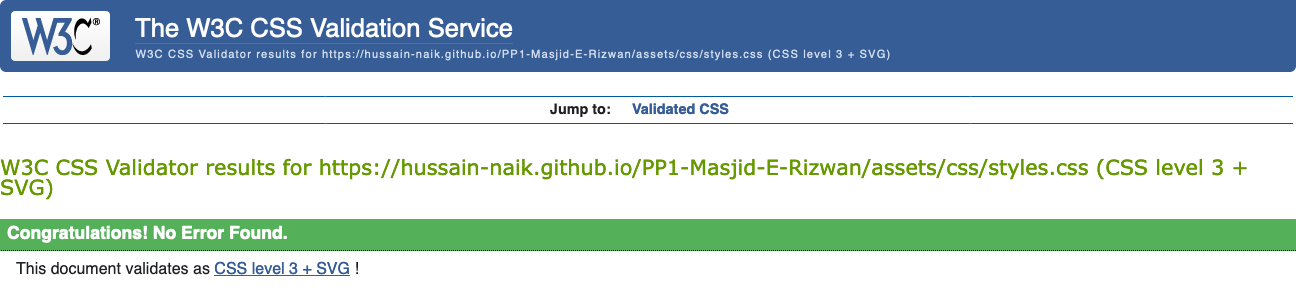 W3C®
The W3C CSS Validation Service
W3C CSS Validator results for https://hussain-naik.github.io/PP1-Masjid-E-Rizwan/assets/css/styles.css (CSS level 3 + SVG)
Jump to: Validated CSS
W3C CSS Validator results for https://hussain-naik.github.io/PP1-Masjid-E-Rizwan/assets/css/styles.css (CSS level 3 +
SVG)
Congratulations! No Error Found.
This document validates as CSS level 3 + SVG !